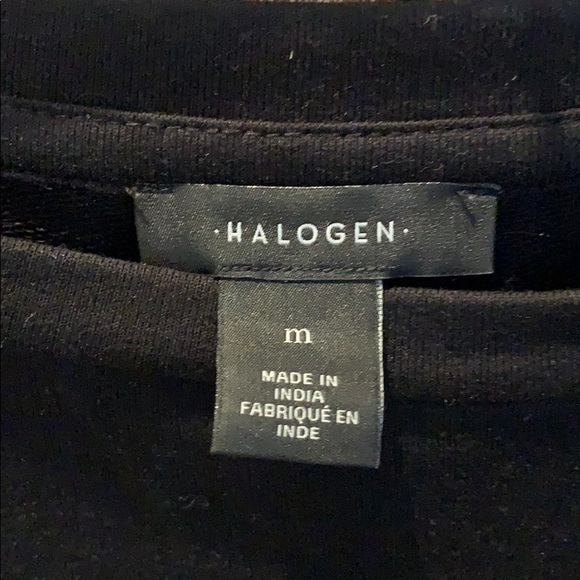 ·HALOGEN·
m
MADE IN
INDIA
FABRIQUÉ EN
INDE